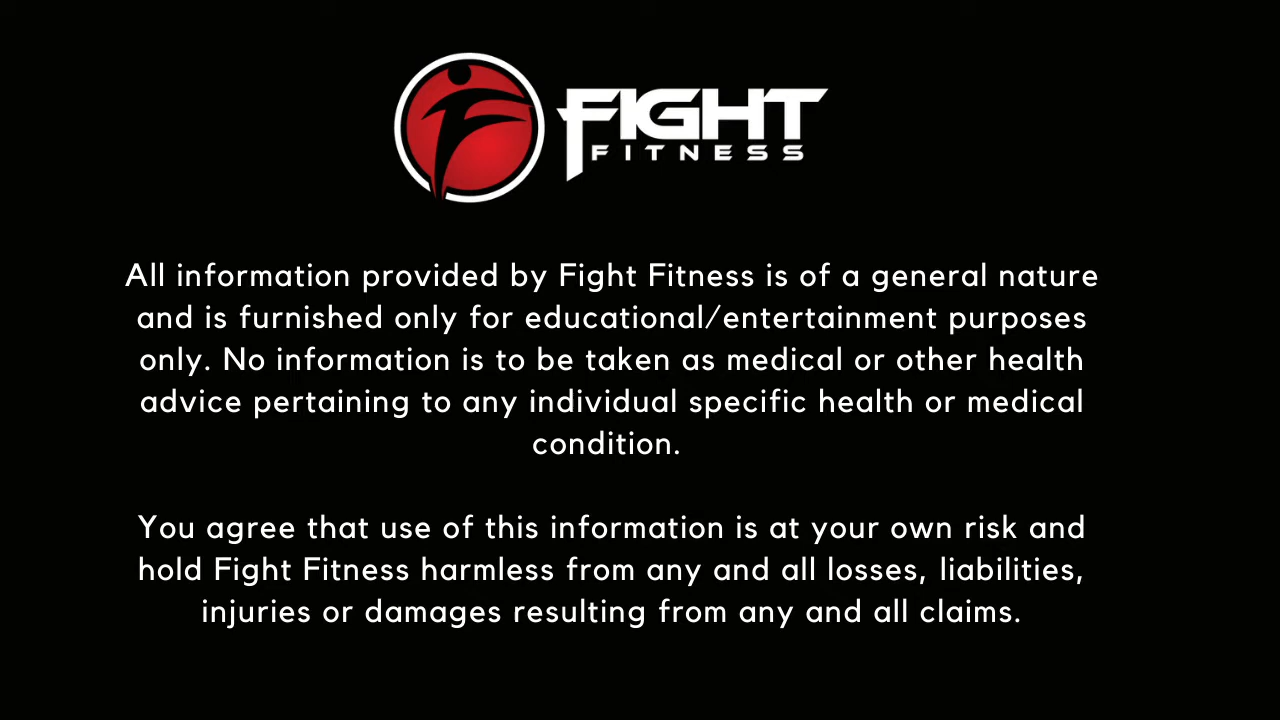 FIGHT
FITNESS
All information provided by Fight Fitness is of a general nature
and is furnished only for educational/entertainment purposes
only. No information is to be taken as medical or other health
advice pertaining to any individual specific health or medical
condition.
You agree that use of this information is at your own risk and
hold Fight Fitness harmless from any and all losses, liabilities,
injuries or damages resulting from any and all claims.